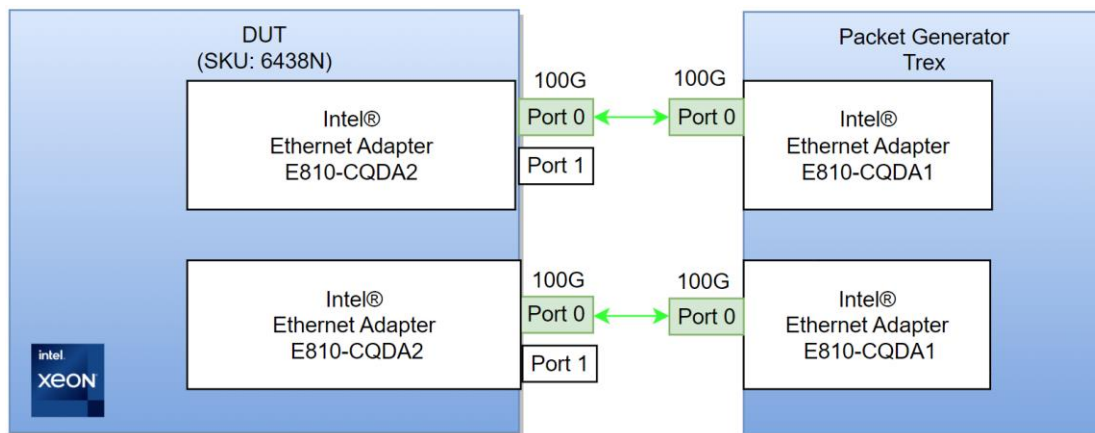 DUT
(SKU: 6438N)
Intel®
Ethernet Adapter
E810-CQDA2
100G
Port 0
Port 1
100G
Port 0
Packet Generator
Trex
Intel®
Ethernet Adapter
E810-CQDA1
Intel®
Ethernet Adapter
E810-CQDA2
100G
Port 0
Port 1
100G
Port 0
Intel®
Ethernet Adapter
E810-CQDA1
intel.
xeon